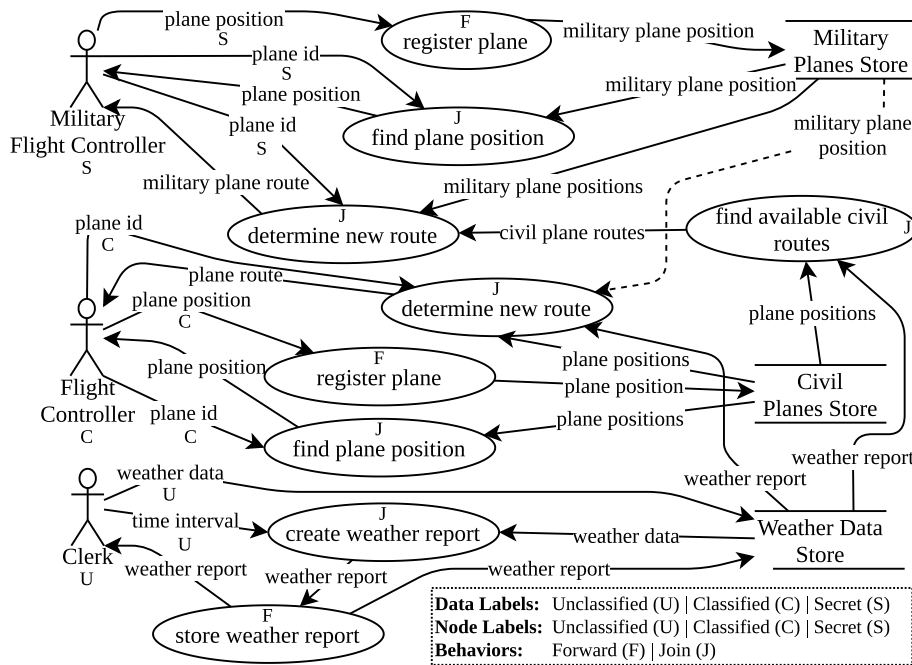 plane position
S
F
register plane
military plane position
Military
Planes Store
plane id
S
plane position
military plane position
J
find plane position
plane id
S
military plane
position
Military
Flight Controller
S
military plane route
military plane positions
J
determine new route
civil plane routes
find available civil
routes
J
plane id
C
plane route
J
determine new route
plane position
C
plane positions
F
register plane
plane positions
plane position
Civil
Planes Store
plane position
Flight
Controller
C
plane id
C
J
find plane position
plane positions
weather report
weather report
weather data
U
time interval
U
J
create weather report
weather data
Weather Data
Store
Clerk
U
weather report
weather report
weather report
F
store weather report
Data Labels: Unclassified (U) | Classified (C) | Secret (S)
Node Labels: Unclassified (U) | Classified (C) | Secret (S)
Behaviors: Forward (F) | Join (J)